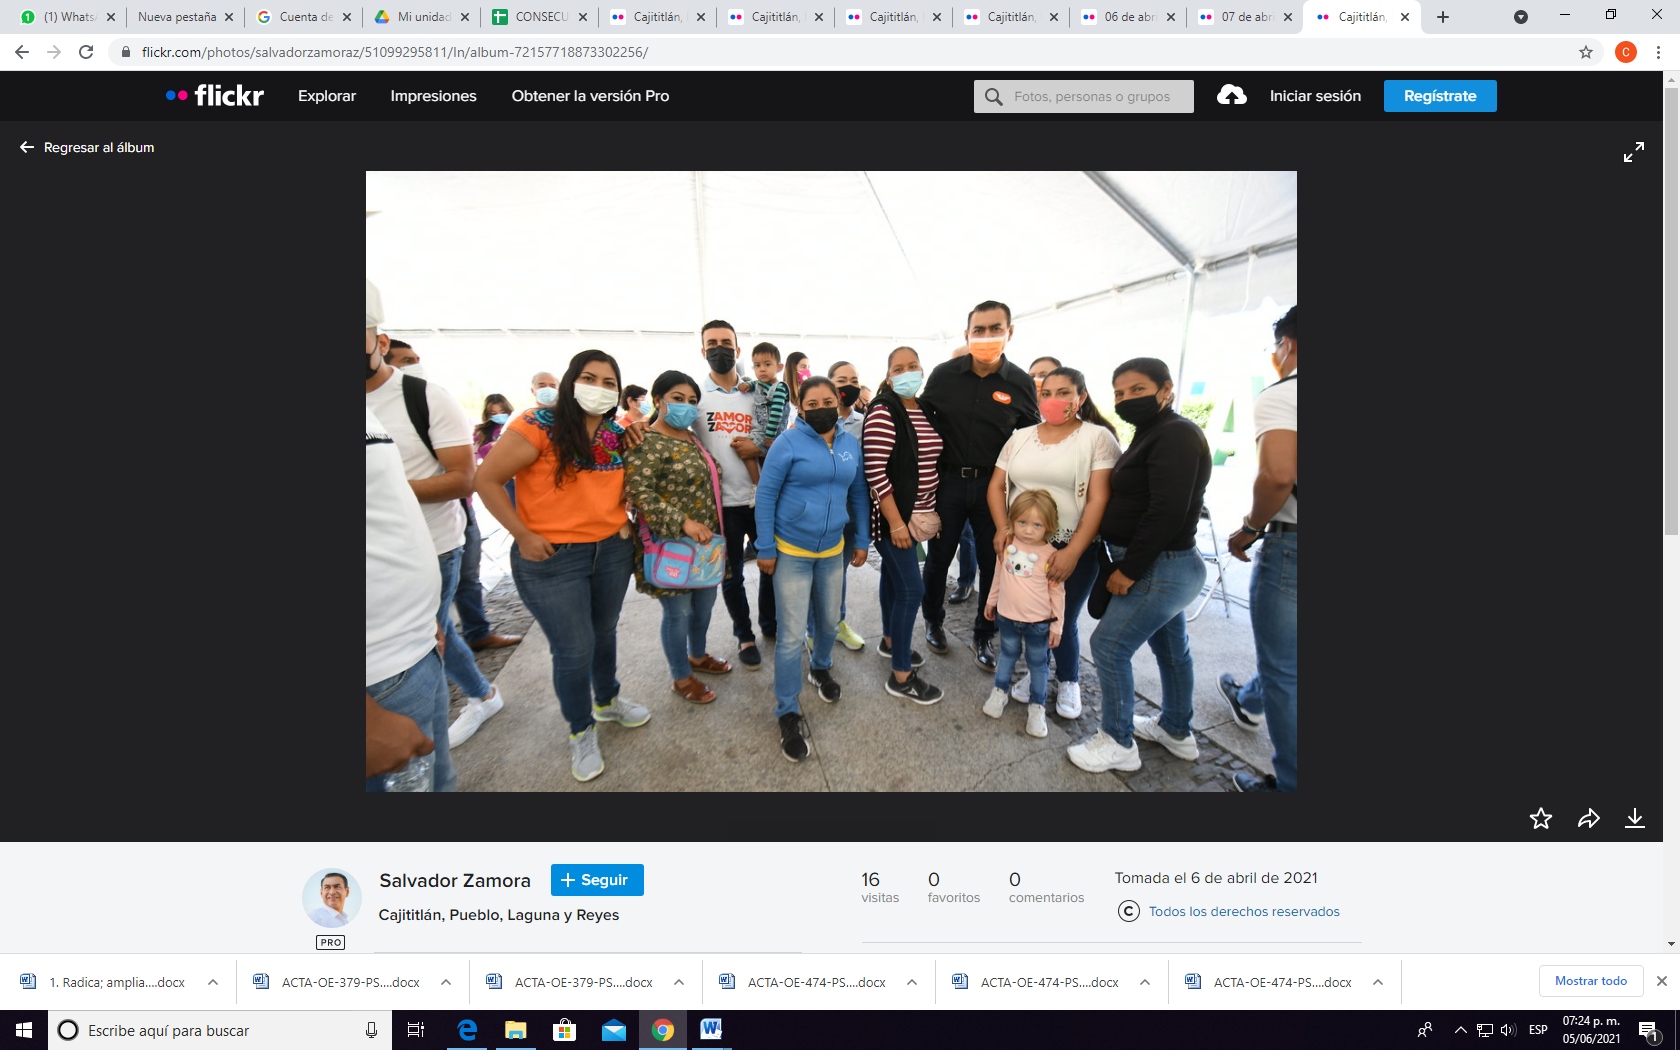 (1) Whats
Nueva pestaña
Cuenta de
Mi unidad
CONSECU
Cajititlán,
Cajititlán,
Cajititlán,
Cajititlán,
06 de abri
07 de abri
Cajititlán,
flickr.com/photos/salvadorzamoraz/51099295811/In/album-72157718873302256/
C
flickr
Explorar
Impresiones
Obtener la versión Pro
Fotos, personas o grupos
Iniciar sesión
Regístrate
Regresar al álbum
ZAMOR
ZAMOR
Salvador Zamora
+ Seguir
Cajititlán, Pueblo, Laguna y Reyes
PRO
16
visitas
0
favoritos
0
comentarios
Tomada el 6 de abril de 2021
Todos los derechos reservados
1. Radica; amplia....docx
ACTA-OE-379-PS....docx
ACTA-OE-379-PS....docx
ACTA-OE-474-PS....docx
ACTA-OE-474-PS....docx
ACTA-OE-474-PS....docx
Mostrar todo
Escribe aquí para buscar
ESP
07:24 p. m.
05/06/2021
1